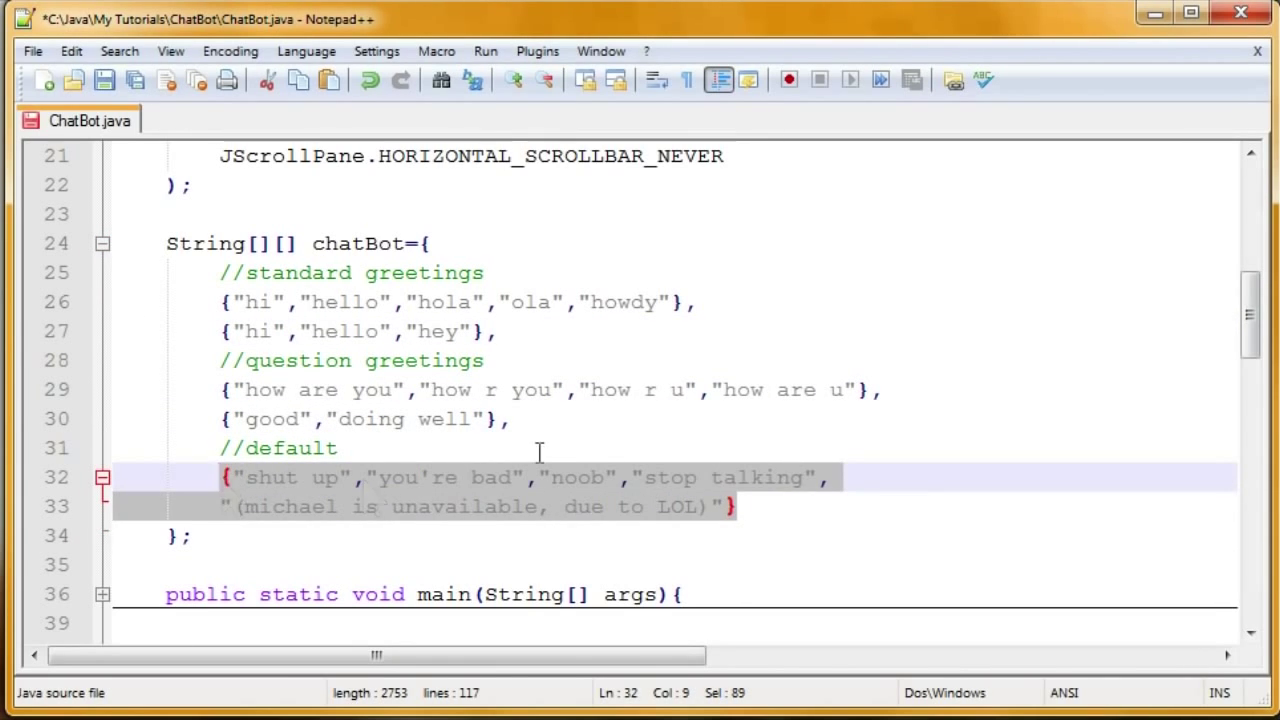 *C:\Java\My Tutorials\ChatBot\ChatBot.java - Notepad++
File Edit Search View Encoding Language Settings Macro Run Plugins Window ? X
ABC
ChatBot.java
21 JScrollPane.HORIZONTAL_SCROLLBAR_NEVER
22 );
23
24 String[][] chatBot={
25 //standard greetings
26 {"hi","hello","hola","ola","howdy"},
27 {"hi","hello","hey"},
28 //question greetings
29 {"how are you","how r you","how r u","how are u"},
30 {"good","doing well"},
31 //default
32 {"shut up","you're bad","noob","stop talking",
33 "(michael is unavailable, due to LOL)"}
34 };
35
36 public static void main(String[] args){
39
Java source file length : 2753 lines : 117 Ln : 32 Col : 9 Sel : 89 Dos\Windows ANSI INS